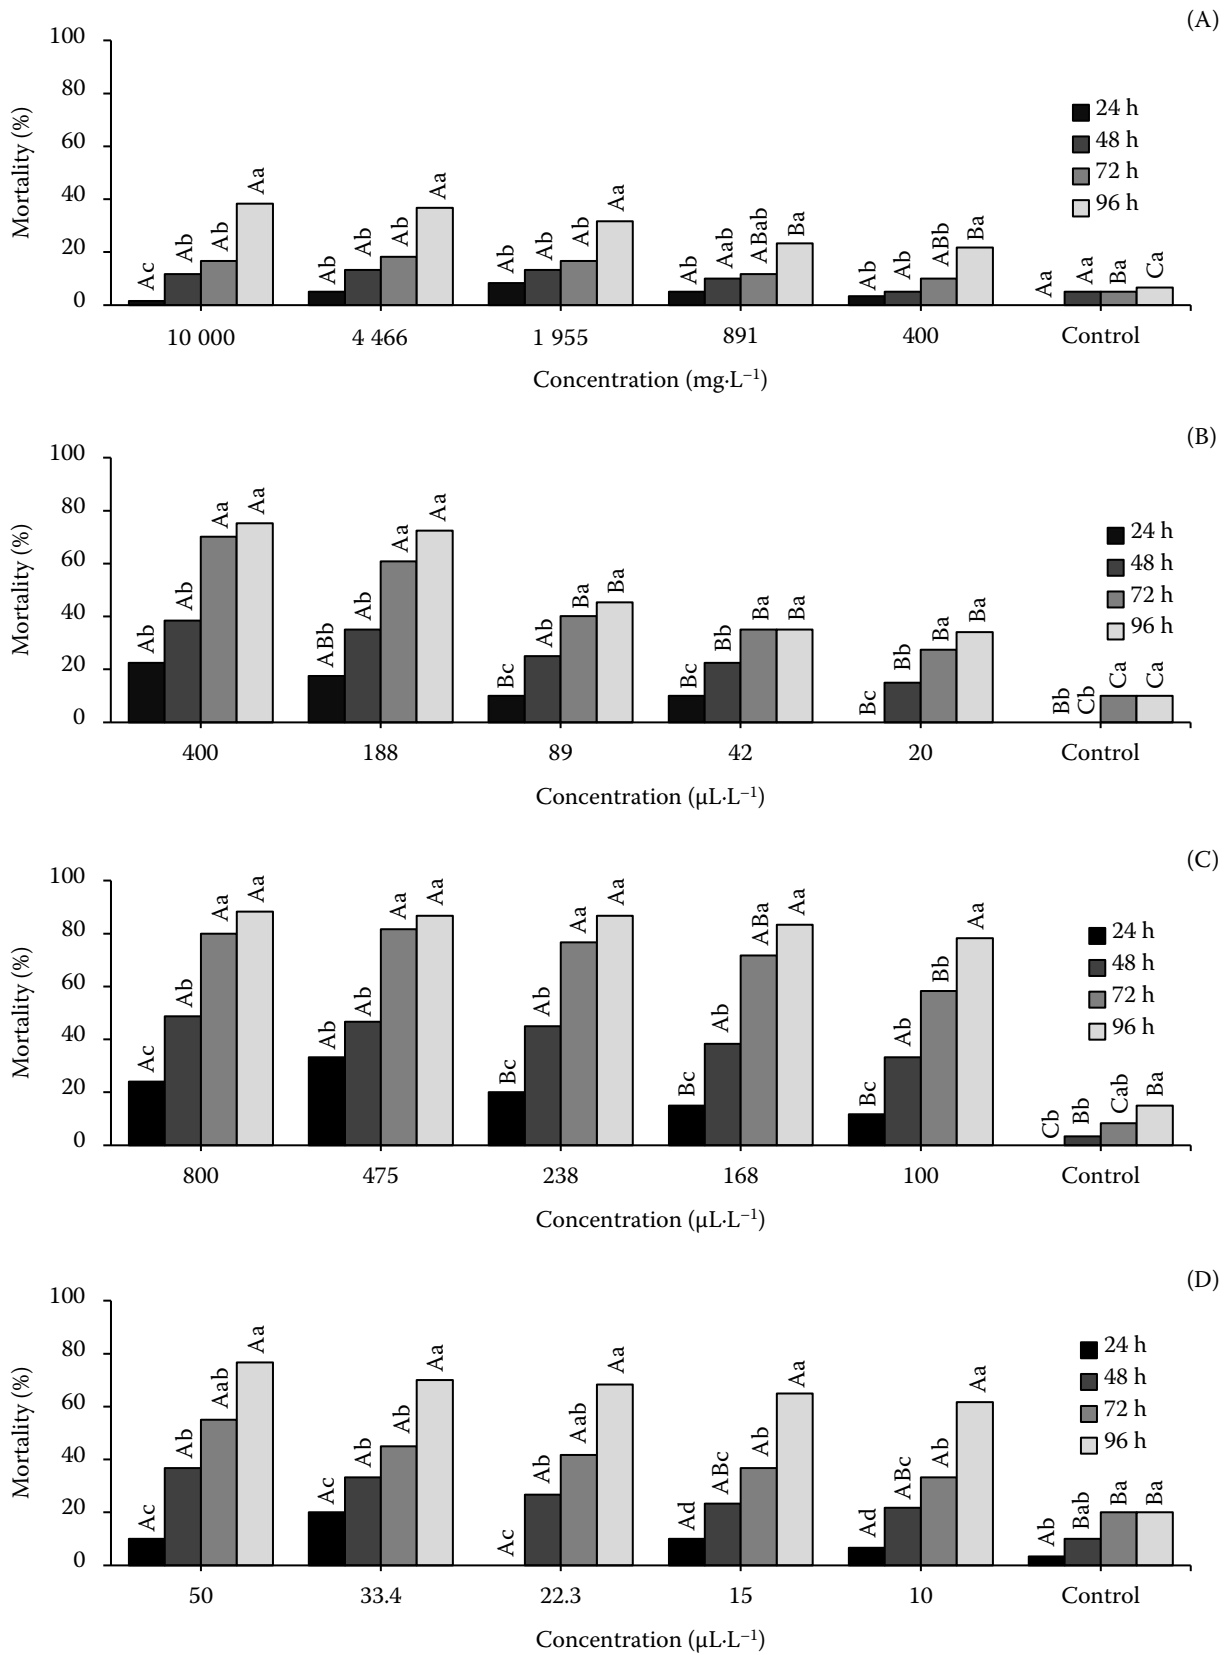 (A)
100
80
60
40
20
0
Mortality (%)
Ac Ab Ab Aa
Ab Ab Ab Aa
Ab Ab Ab Aa
Ab Aab ABab Ba
Ab Ab ABb Ba
Aa Aa Ba Ca
24 h
48 h
72 h
96 h
10 000 4 466 1 955 891 400 Control
Concentration (mg·L⁻¹)
(B)
100
80
60
40
20
0
Mortality (%)
Ab Ab Aa Aa
ABb Ab Aa Aa
Bc Ab Ba Ba
Bc Bb Ba Ba
Bc Bb Ba Ba
Bb Cb Ca Ca
24 h
48 h
72 h
96 h
400 188 89 42 20 Control
Concentration (μL·L⁻¹)
(C)
100
80
60
40
20
0
Mortality (%)
Ac Ab Aa Aa
Ab Ab Aa Aa
Bc Ab Aa Aa
Bc Ab ABa Aa
Bc Ab Bb Aa
Cb Bb Cab Ba
24 h
48 h
72 h
96 h
800 475 238 168 100 Control
Concentration (μL·L⁻¹)
(D)
100
80
60
40
20
0
Mortality (%)
Ac Ab Aab Aa
Ac Ab Ab Aa
Ac Ab Aab Aa
Ad ABc Ab Aa
Ad ABc Ab Aa
Ab Bab Ba Ba
24 h
48 h
72 h
96 h
50 33.4 22.3 15 10 Control
Concentration (μL·L⁻¹)